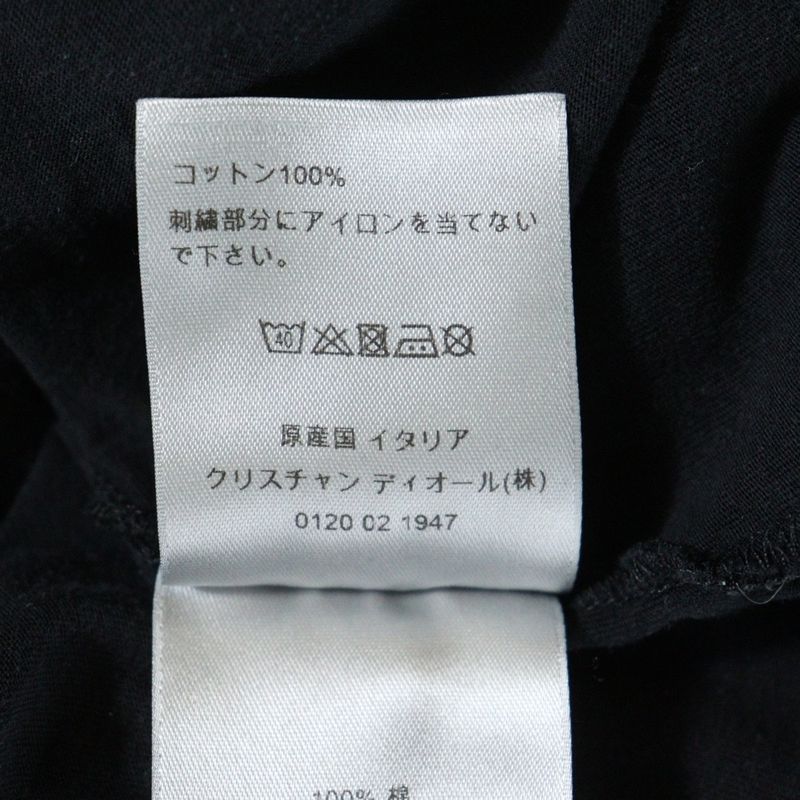 コットン100%
刺繍部分にアイロンを当てない
で下さい。
40
原産国 イタリア
クリスチャン ディオール(株)
0120 02 1947
100% 棉